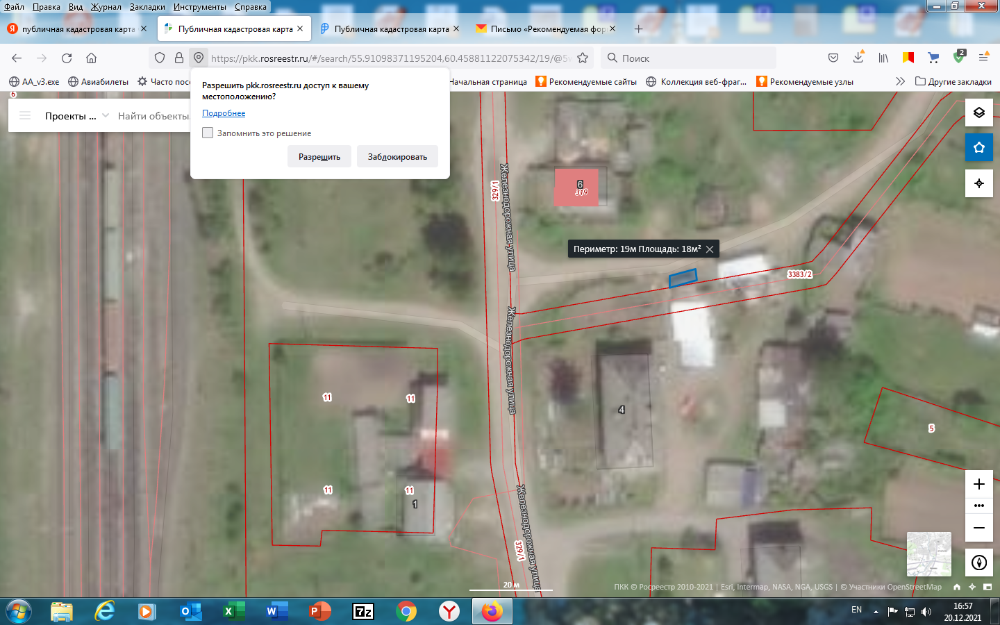 Файл Правка Вид Журнал Закладки Инструменты Справка
публичная кадастровая карта
Публичная кадастровая карта
Публичная кадастровая карта
Письмо «Рекомендуемая фор
https://pkk.rosreestr.ru/#/search/55.91098371195204,60.45881122075342/19/@5w
Поиск
2
AA_v3.exe
Авиабилеты
Часто посе
Начальная страница
Рекомендуемые сайты
Коллекция веб-фраг...
Рекомендуемые узлы
Другие закладки
Разрешить pkk.rosreestr.ru доступ к вашему
местоположению?
Подробнее
Запомнить это решение
Разрешить
Заблокировать
6
Проекты ...
Найти объекты.
329/1
Железнодорожная улица
6
319
Периметр: 19м Площадь: 18м²
3383/2
Железнодорожная улица
11
11
4
5
11
11
1
Железнодорожная улица
329/1
20 м
ПКК © Росреестр 2010-2021 | Esri, Intermap, NASA, NGA, USGS | © Участники OpenStreetMap
EN
16:57
20.12.2021